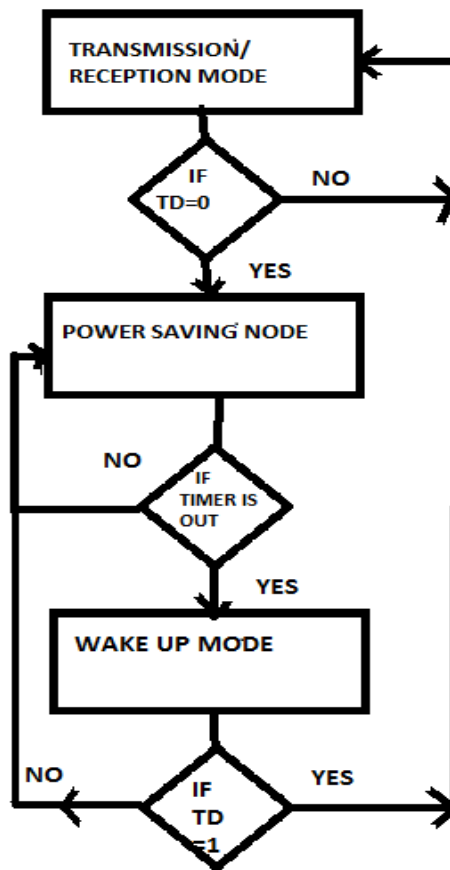 TRANSMISSION/
RECEPTION MODE
IF
TD=0
NO
YES
POWER SAVING NODE
NO
IF
TIMER IS
OUT
YES
WAKE UP MODE
NO
IF
TD
=1
YES